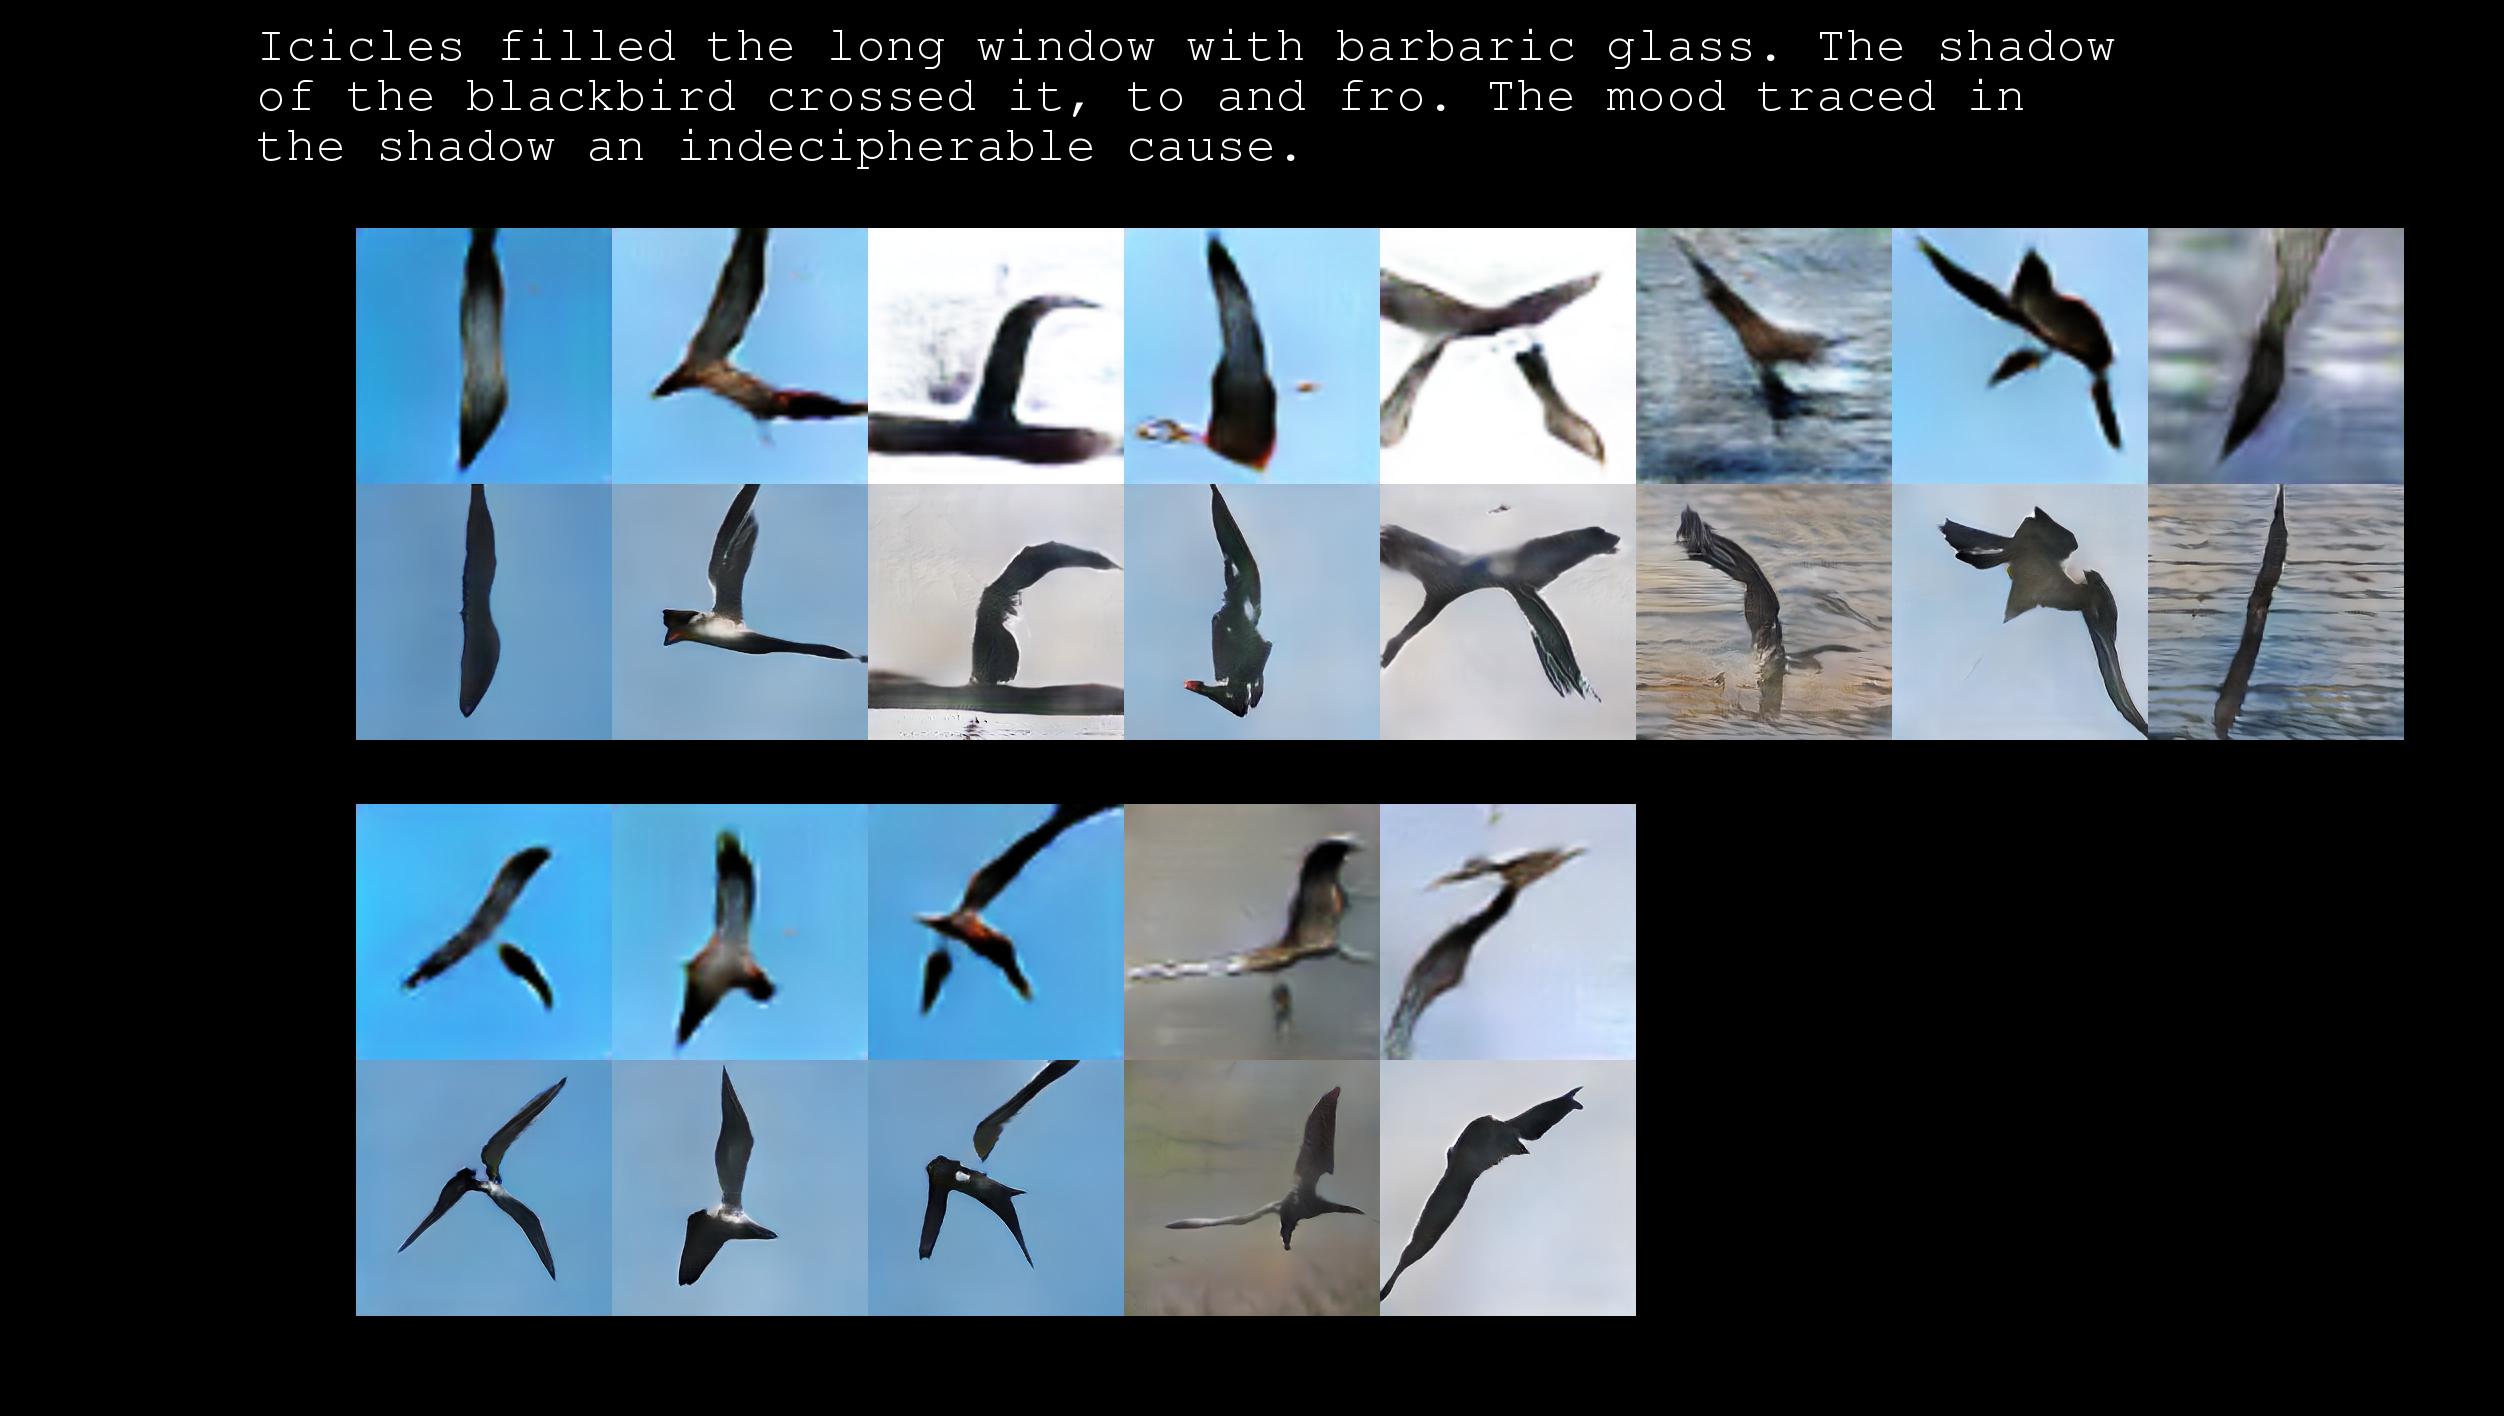 Icicles filled the long window with barbaric glass. The shadow
of the blackbird crossed it, to and fro. The mood traced in
the shadow an indecipherable cause.